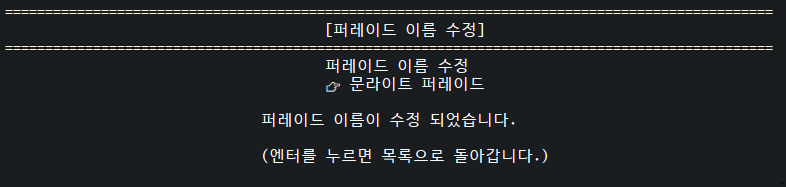 ================================================================================================
[퍼레이드 이름 수정]
================================================================================================
퍼레이드 이름 수정
👉 문라이트 퍼레이드
퍼레이드 이름이 수정 되었습니다.
(엔터를 누르면 목록으로 돌아갑니다.)